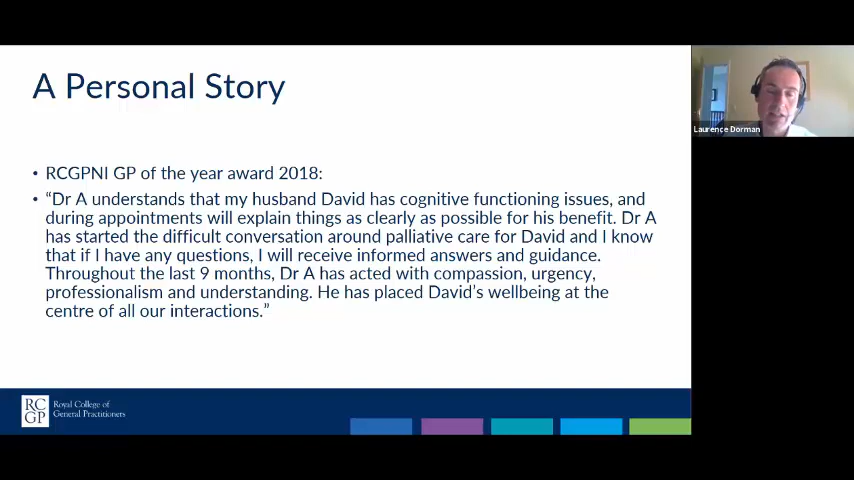 A Personal Story
Laurence Dorman
• RCGPNI GP of the year award 2018:
• “Dr A understands that my husband David has cognitive functioning issues, and
during appointments will explain things as clearly as possible for his benefit. Dr A
has started the difficult conversation around palliative care for David and I know
that if I have any questions, I will receive informed answers and guidance.
Throughout the last 9 months, Dr A has acted with compassion, urgency,
professionalism and understanding. He has placed David’s wellbeing at the
centre of all our interactions.”
RC
GP
Royal College of
General Practitioners